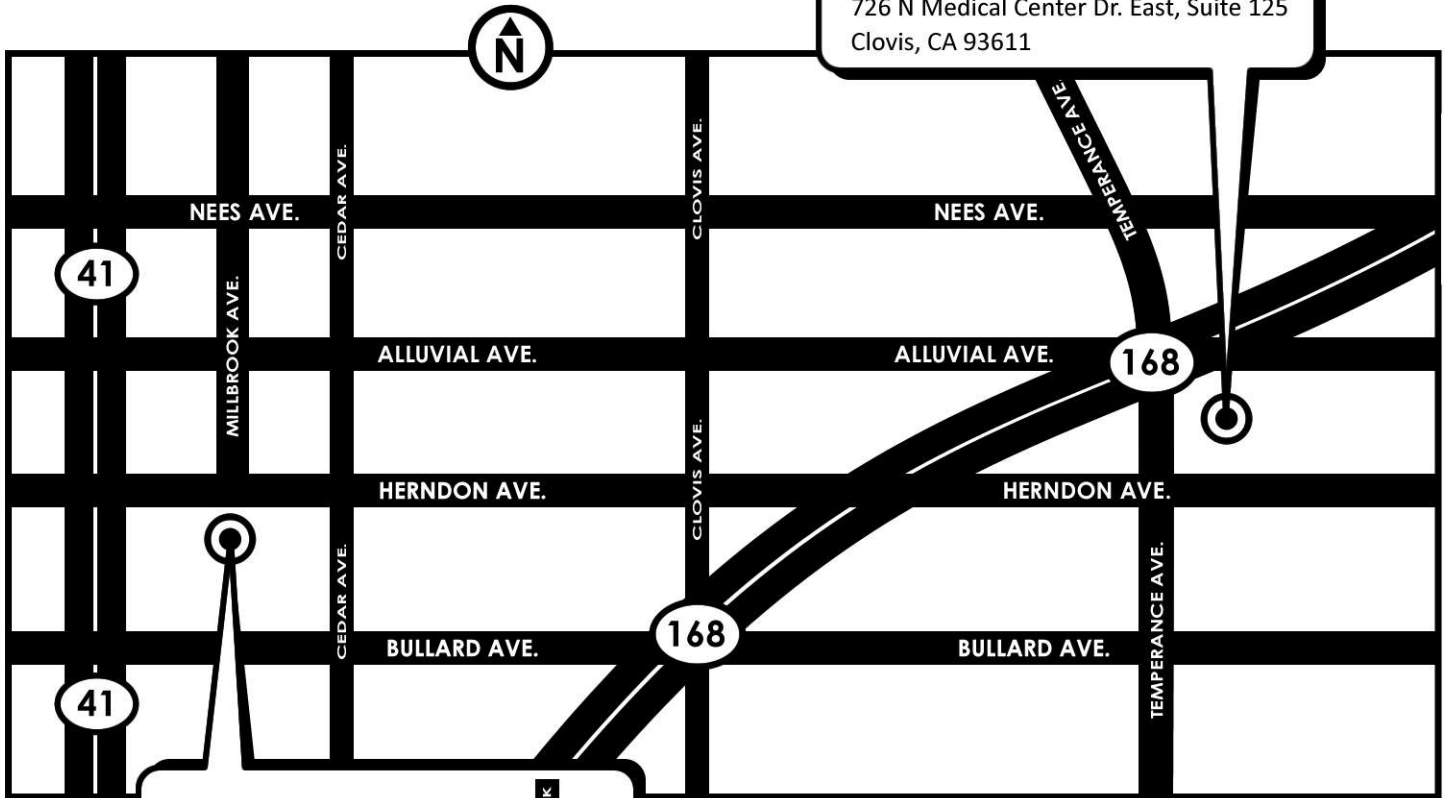 726 N Medical Center Dr. East, Suite 125
Clovis, CA 93611
N
TEMPERANCE AVE.
CLOVIS AVE.
CEDAR AVE.
NEES AVE.
NEES AVE.
41
MILLBROOK AVE.
ALLUVIAL AVE.
ALLUVIAL AVE.
168
CLOVIS AVE.
HERNDON AVE.
HERNDON AVE.
CEDAR AVE.
TEMPERANCE AVE.
168
BULLARD AVE.
BULLARD AVE.
41
K